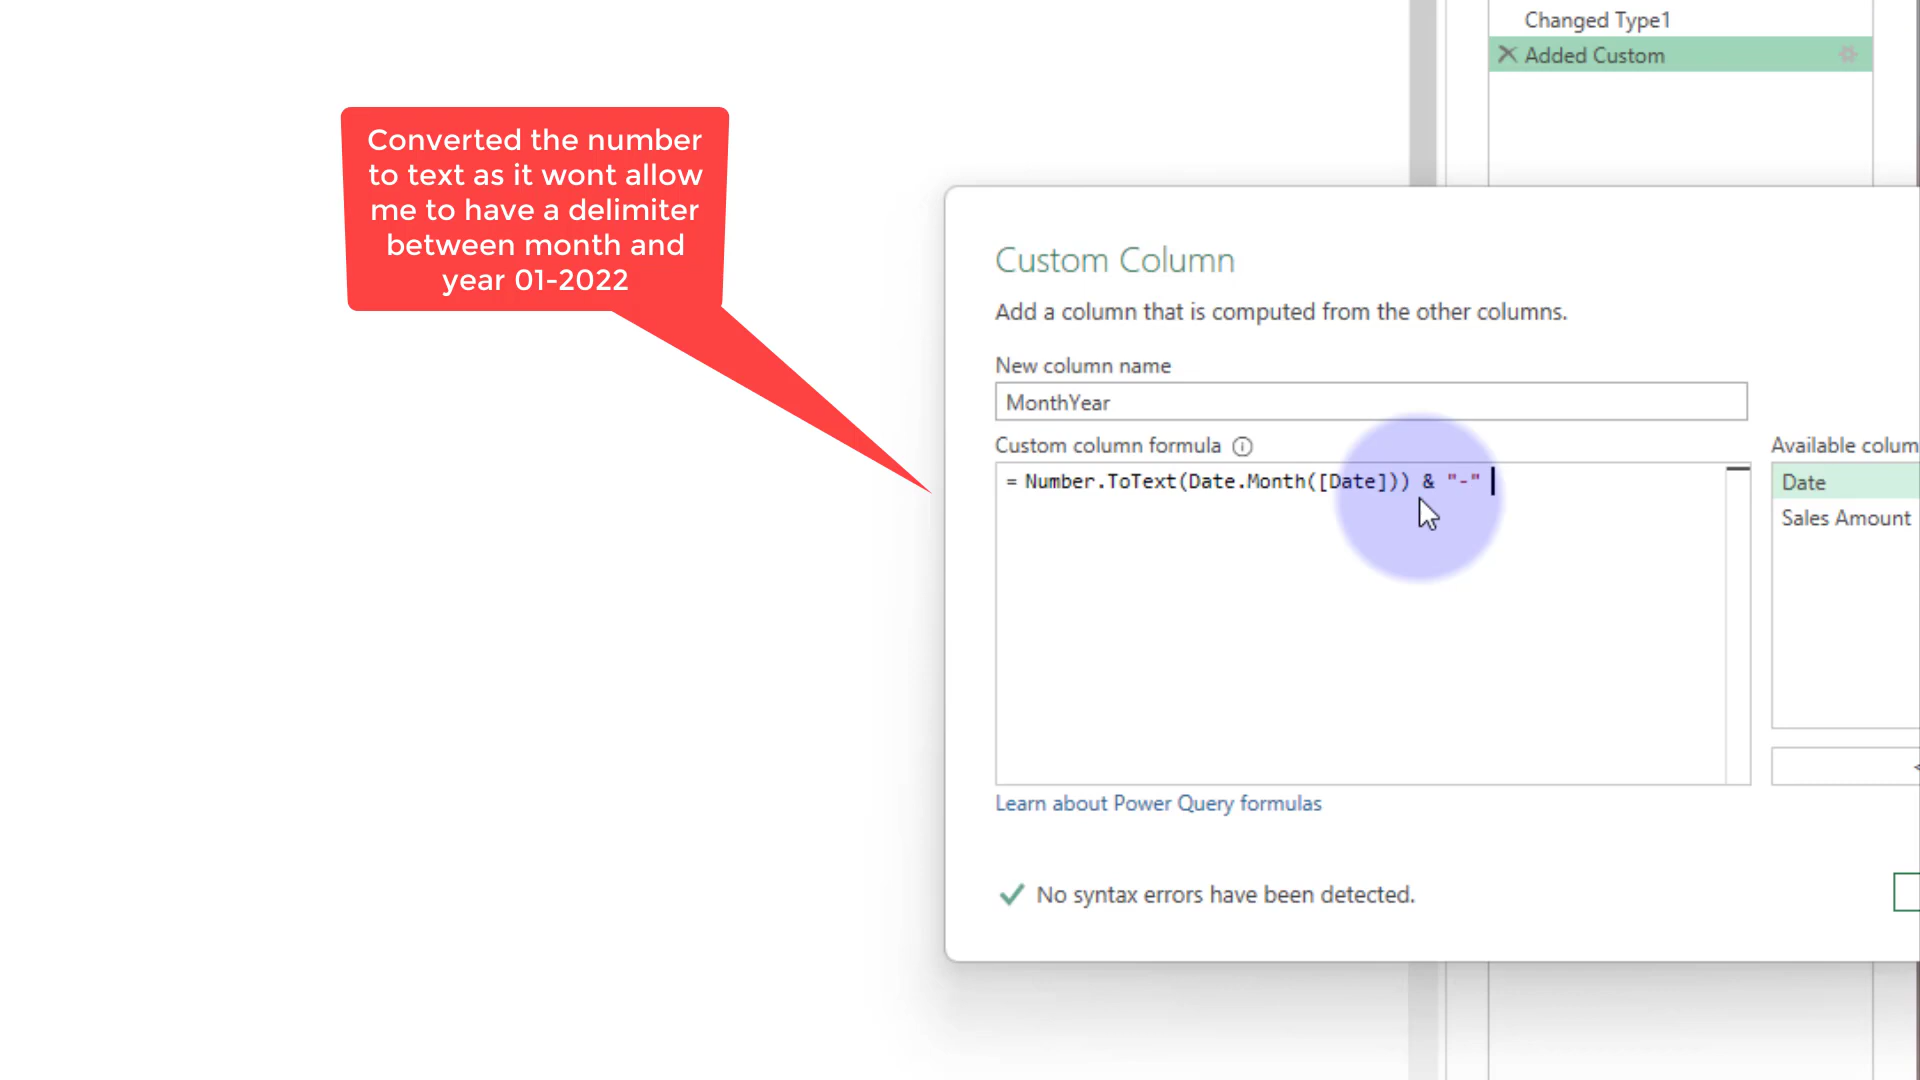 Changed Type1
Added Custom
Converted the number
to text as it wont allow
me to have a delimiter
between month and
year 01-2022
Custom Column
Add a column that is computed from the other columns.
New column name
MonthYear
Custom column formula
Available colum
= Number.ToText(Date.Month([Date])) & "-"
Date
Sales Amount
<
Learn about Power Query formulas
No syntax errors have been detected.